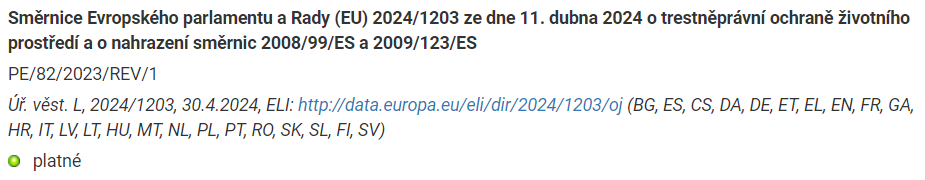 Směrnice Evropského parlamentu a Rady (EU) 2024/1203 ze dne 11. dubna 2024 o trestněprávní ochraně životního
prostředí a o nahrazení směrnic 2008/99/ES a 2009/123/ES
PE/82/2023/REV/1
Úř. věst. L, 2024/1203, 30.4.2024, ELI: http://data.europa.eu/eli/dir/2024/1203/oj (BG, ES, CS, DA, DE, ET, EL, EN, FR, GA,
HR, IT, LV, LT, HU, MT, NL, PL, PT, RO, SK, SL, FI, SV)
platné